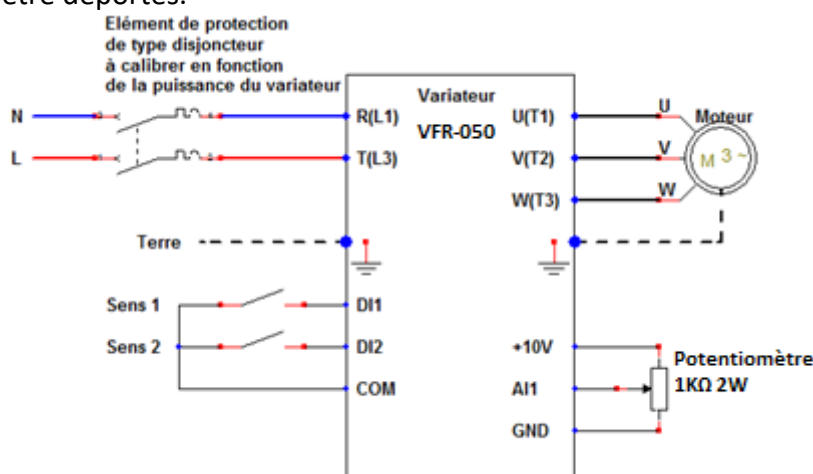 être déportés.
Elément de protection
de type disjoncteur
à calibrer en fonction
de la puissance du variateur
Variateur
VFR-050
N
R(L1)
U(T1)
U
Moteur
L
T(L3)
V(T2)
V
M 3 ~
W(T3)
W
Terre
Sens 1
DI1
Sens 2
DI2
+10V
COM
AI1
Potentiomètre
1KΩ 2W
GND